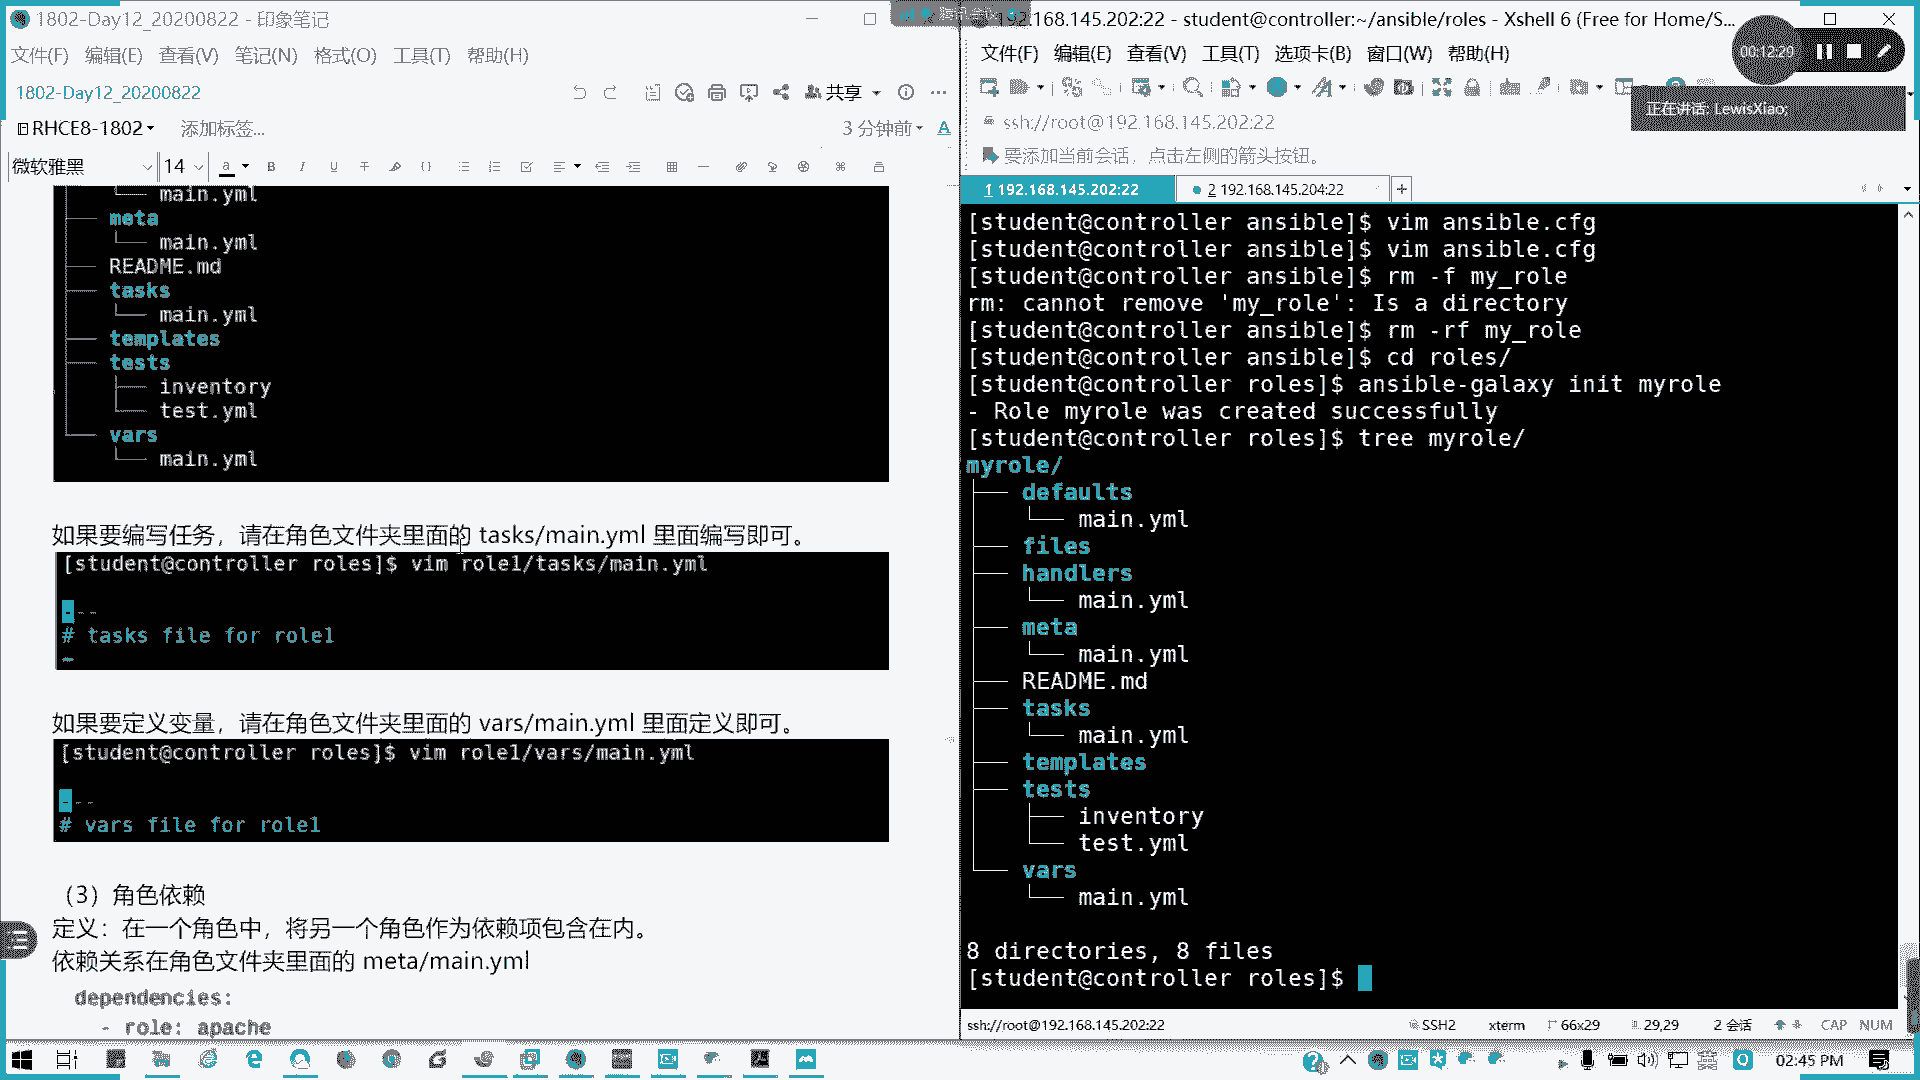 1802-Day12_20200822 - 印象笔记
文件(F) 编辑(E) 查看(V) 笔记(N) 格式(O) 工具(T) 帮助(H)
1802-Day12_20200822
共享
RHCE8-1802
添加标签...
3 分钟前
微软雅黑
14
└── main.yml
├── meta
│   └── main.yml
├── README.md
├── tasks
│   └── main.yml
├── templates
├── tests
│   ├── inventory
│   └── test.yml
└── vars
    └── main.yml
如果要编写任务，请在角色文件夹里面的 tasks/main.yml 里面编写即可。
[student@controller roles]$ vim role1/tasks/main.yml
---
# tasks file for role1
~
如果要定义变量，请在角色文件夹里面的 vars/main.yml 里面定义即可。
[student@controller roles]$ vim role1/vars/main.yml
---
# vars file for role1
（3）角色依赖
定义：在一个角色中，将另一个角色作为依赖项包含在内。
依赖关系在角色文件夹里面的 meta/main.yml
dependencies:
- role: apache
192.168.145.202:22 - student@controller:~/ansible/roles - Xshell 6 (Free for Home/S...
文件(F) 编辑(E) 查看(V) 工具(T) 选项卡(B) 窗口(W) 帮助(H)
00:12:29
正在讲话: LewisXiao;
ssh://root@192.168.145.202:22
要添加当前会话，点击左侧的箭头按钮。
1 192.168.145.202:22
2 192.168.145.204:22
[student@controller ansible]$ vim ansible.cfg
[student@controller ansible]$ vim ansible.cfg
[student@controller ansible]$ rm -f my_role
rm: cannot remove 'my_role': Is a directory
[student@controller ansible]$ rm -rf my_role
[student@controller ansible]$ cd roles/
[student@controller roles]$ ansible-galaxy init myrole
- Role myrole was created successfully
[student@controller roles]$ tree myrole/
myrole/
├── defaults
│   └── main.yml
├── files
├── handlers
│   └── main.yml
├── meta
│   └── main.yml
├── README.md
├── tasks
│   └── main.yml
├── templates
├── tests
│   ├── inventory
│   └── test.yml
└── vars
    └── main.yml
8 directories, 8 files
[student@controller roles]$
ssh://root@192.168.145.202:22
SSH2
xterm
66x29
29,29
2 会话
CAP NUM
02:45 PM